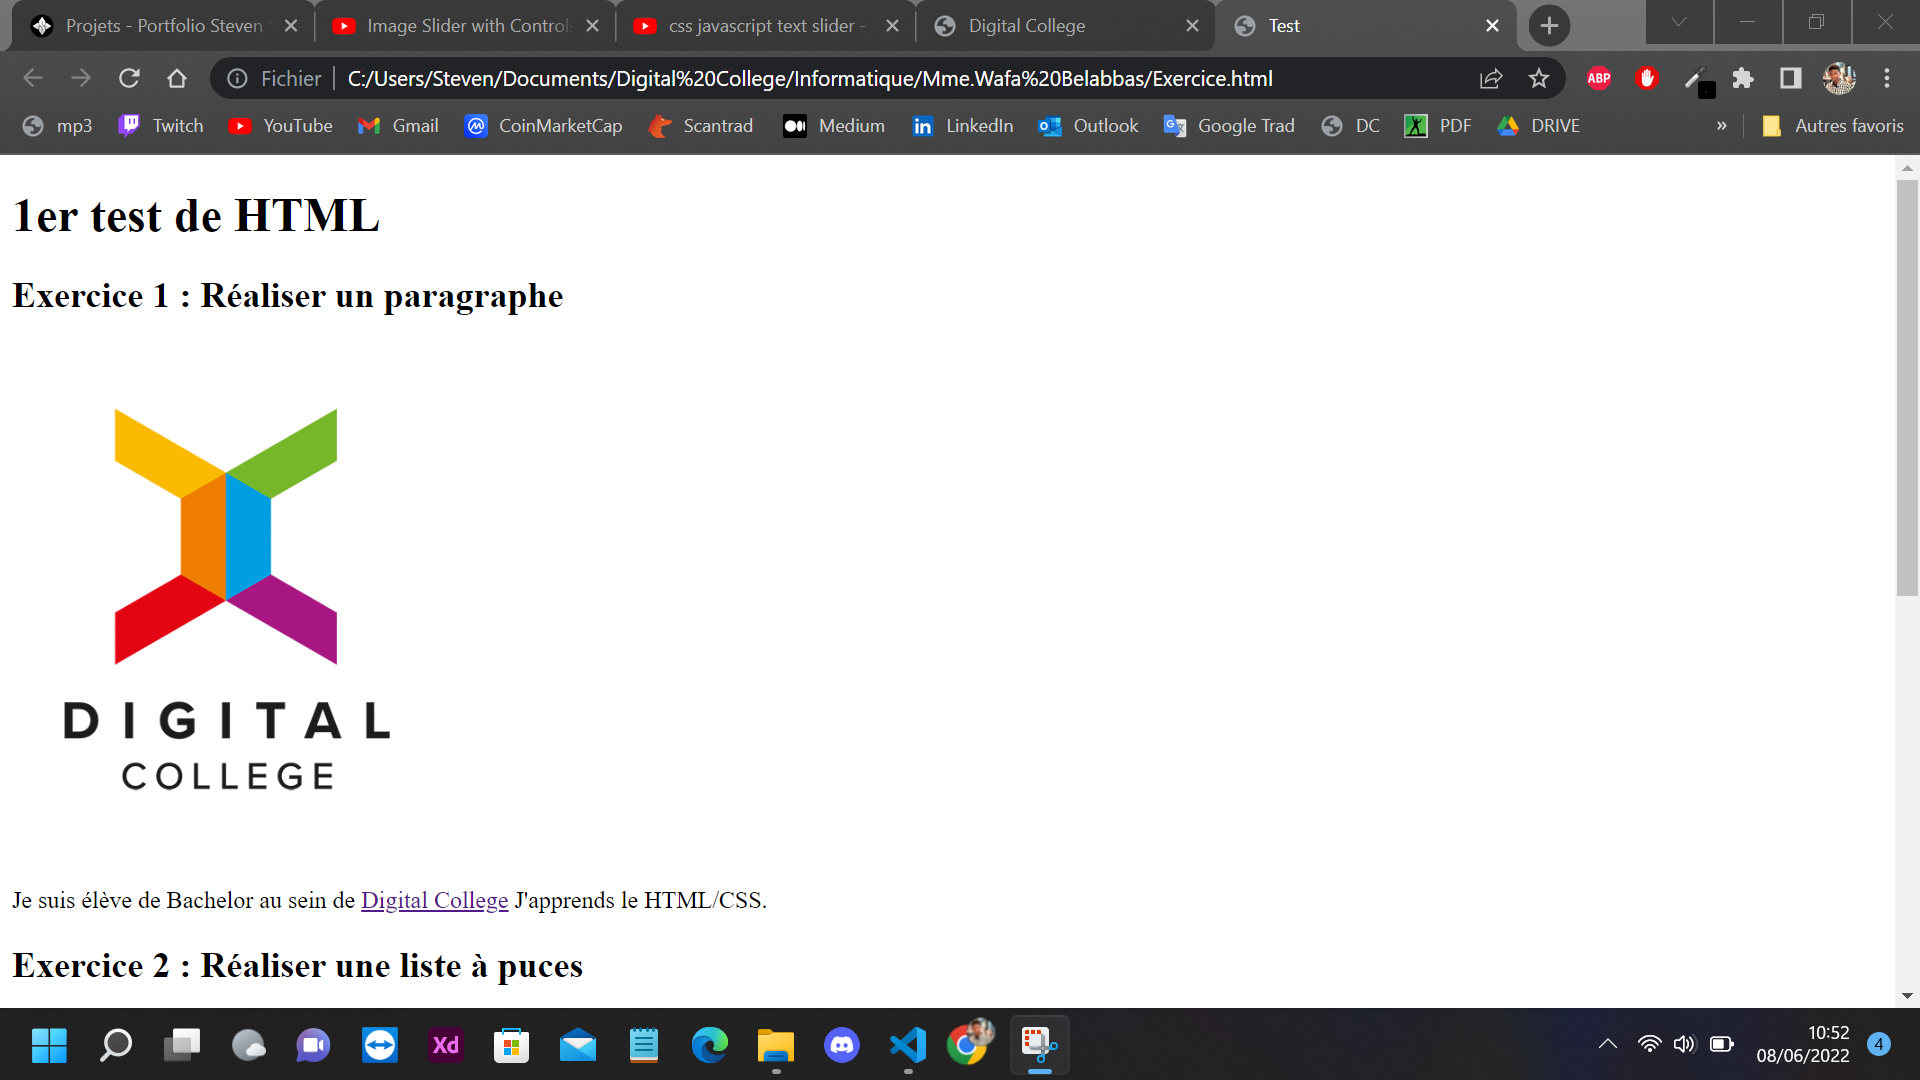 Projets - Portfolio Steven
Image Slider with Control
css javascript text slider -
Digital College
Test
Fichier
C:/Users/Steven/Documents/Digital%20College/Informatique/Mme.Wafa%20Belabbas/Exercice.html
ABP
mp3
Twitch
YouTube
Gmail
CoinMarketCap
Scantrad
Medium
LinkedIn
Outlook
Google Trad
DC
PDF
DRIVE
»
Autres favoris
1er test de HTML
Exercice 1 : Réaliser un paragraphe
DIGITAL
COLLEGE
Je suis élève de Bachelor au sein de Digital College J'apprends le HTML/CSS.
Exercice 2 : Réaliser une liste à puces
Xd
10:52
08/06/2022
4